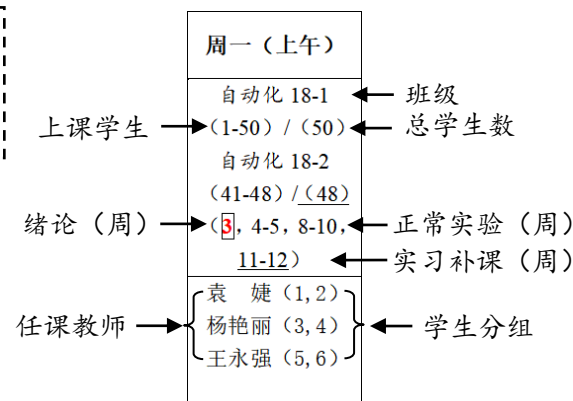 周一（上午）
自动化 18-1
班级
上课学生
（1-50）/（50）
总学生数
自动化 18-2
（41-48）/（48）
绪论（周）
（3，4-5，8-10，
正常实验（周）
11-12）
实习补课（周）
袁 婕（1,2）
任课教师
杨艳丽（3,4）
学生分组
王永强（5,6）